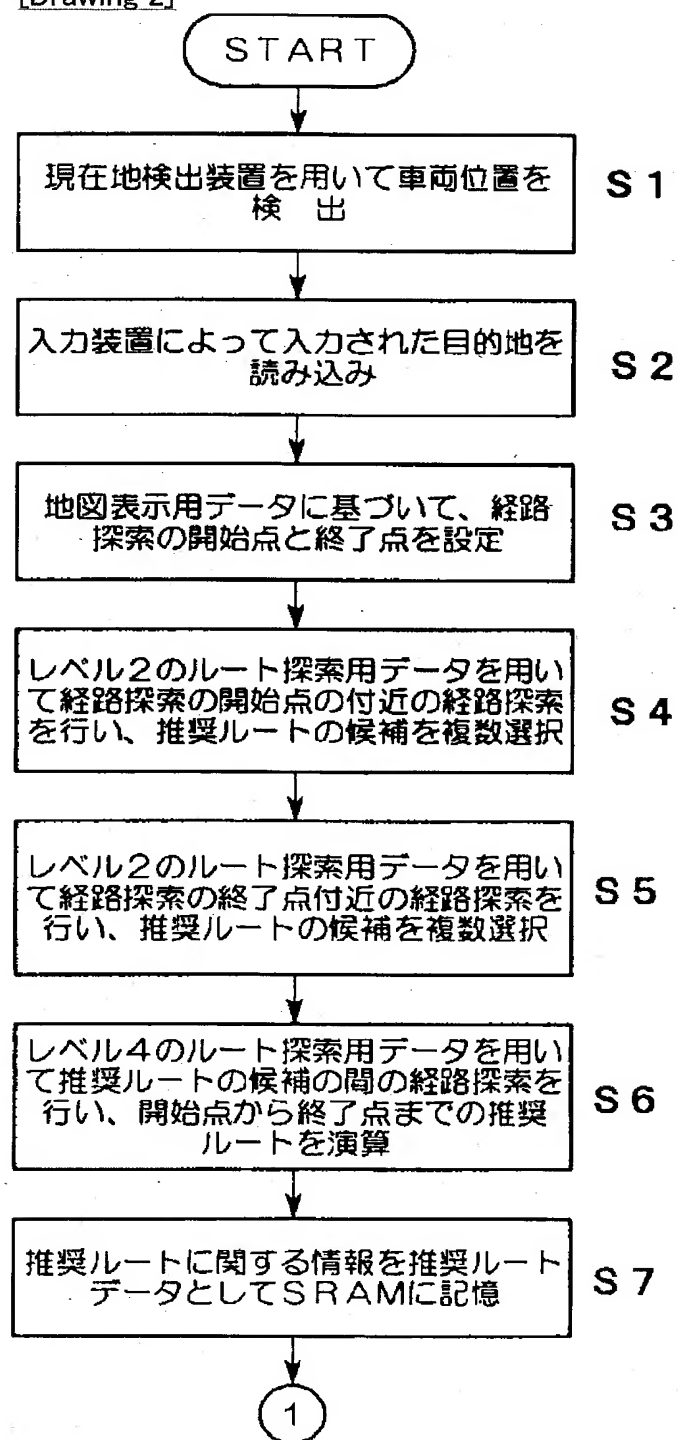 [Drawing 2]
START
現在地検出装置を用いて車両位置を
検 出
S 1
入力装置によって入力された目的地を
読み込み
S 2
地図表示用データに基づいて、経路
探索の開始点と終了点を設定
S 3
レベル2のルート探索用データを用い
て経路探索の開始点の付近の経路探索
を行い、推奨ルートの候補を複数選択
S 4
レベル2のルート探索用データを用い
て経路探索の終了点付近の経路探索を
行い、推奨ルートの候補を複数選択
S 5
レベル4のルート探索用データを用い
て推奨ルートの候補の間の経路探索を
行い、開始点から終了点までの推奨
ルートを演算
S 6
推奨ルートに関する情報を推奨ルート
データとしてSRAMに記憶
S 7
1